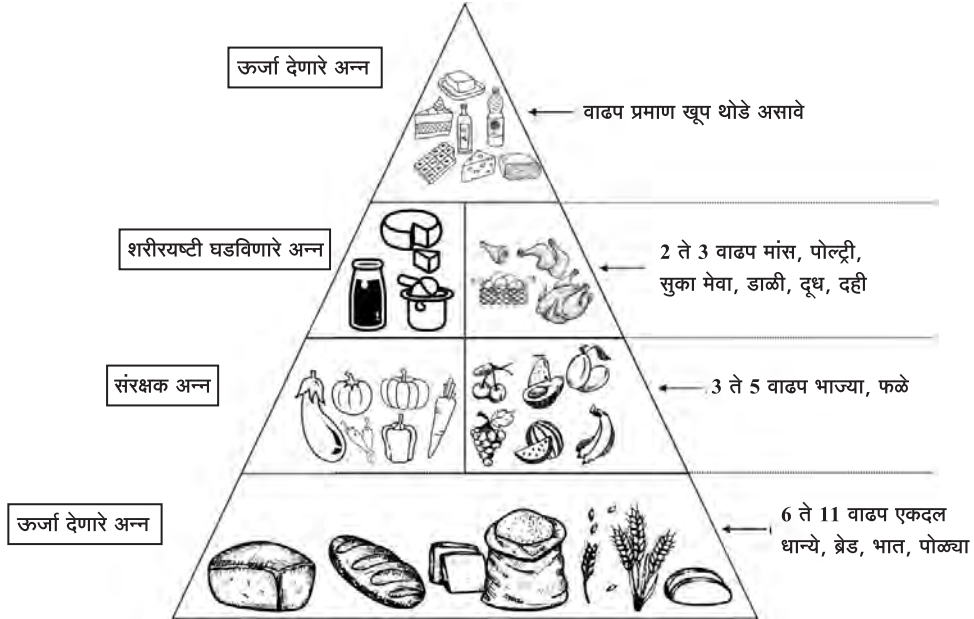 ऊर्जा देणारे अन्न
वाढप प्रमाण खूप थोडे असावे
शरीरयष्टी घडविणारे अन्न
2 ते 3 वाढप मांस, पोल्ट्री,
सुका मेवा, डाळी, दूध, दही
संरक्षक अन्न
3 ते 5 वाढप भाज्या, फळे
ऊर्जा देणारे अन्न
6 ते 11 वाढप एकदल
धान्ये, ब्रेड, भात, पोळ्या